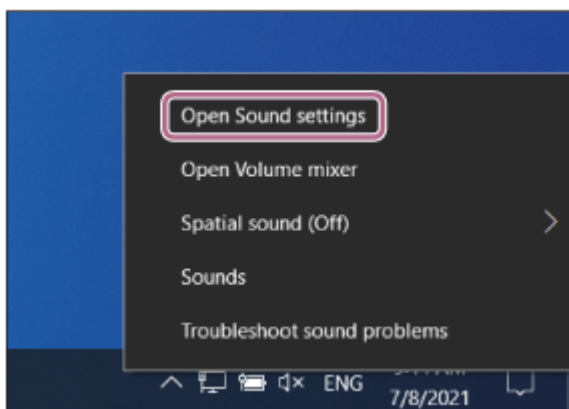 Open Sound settings
Open Volume mixer
Spatial sound (Off)
Sounds
Troubleshoot sound problems
ENG
7/8/2021